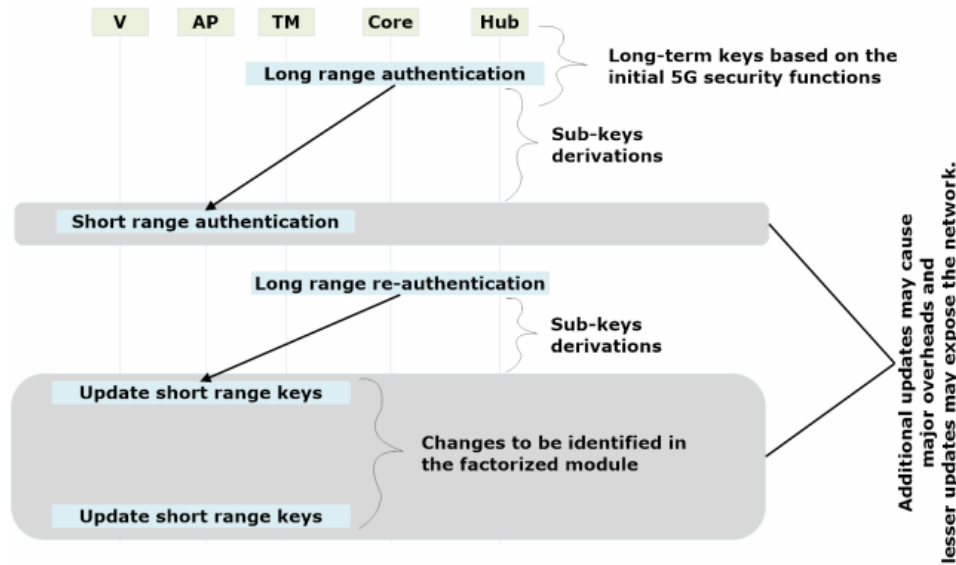 V
AP
TM
Core
Hub
Long range authentication
Long-term keys based on the
initial 5G security functions
Sub-keys
derivations
Short range authentication
Long range re-authentication
Sub-keys
derivations
Update short range keys
Changes to be identified in
the factorized module
Update short range keys
Additional updates may cause
major overheads and
lesser updates may expose the network.